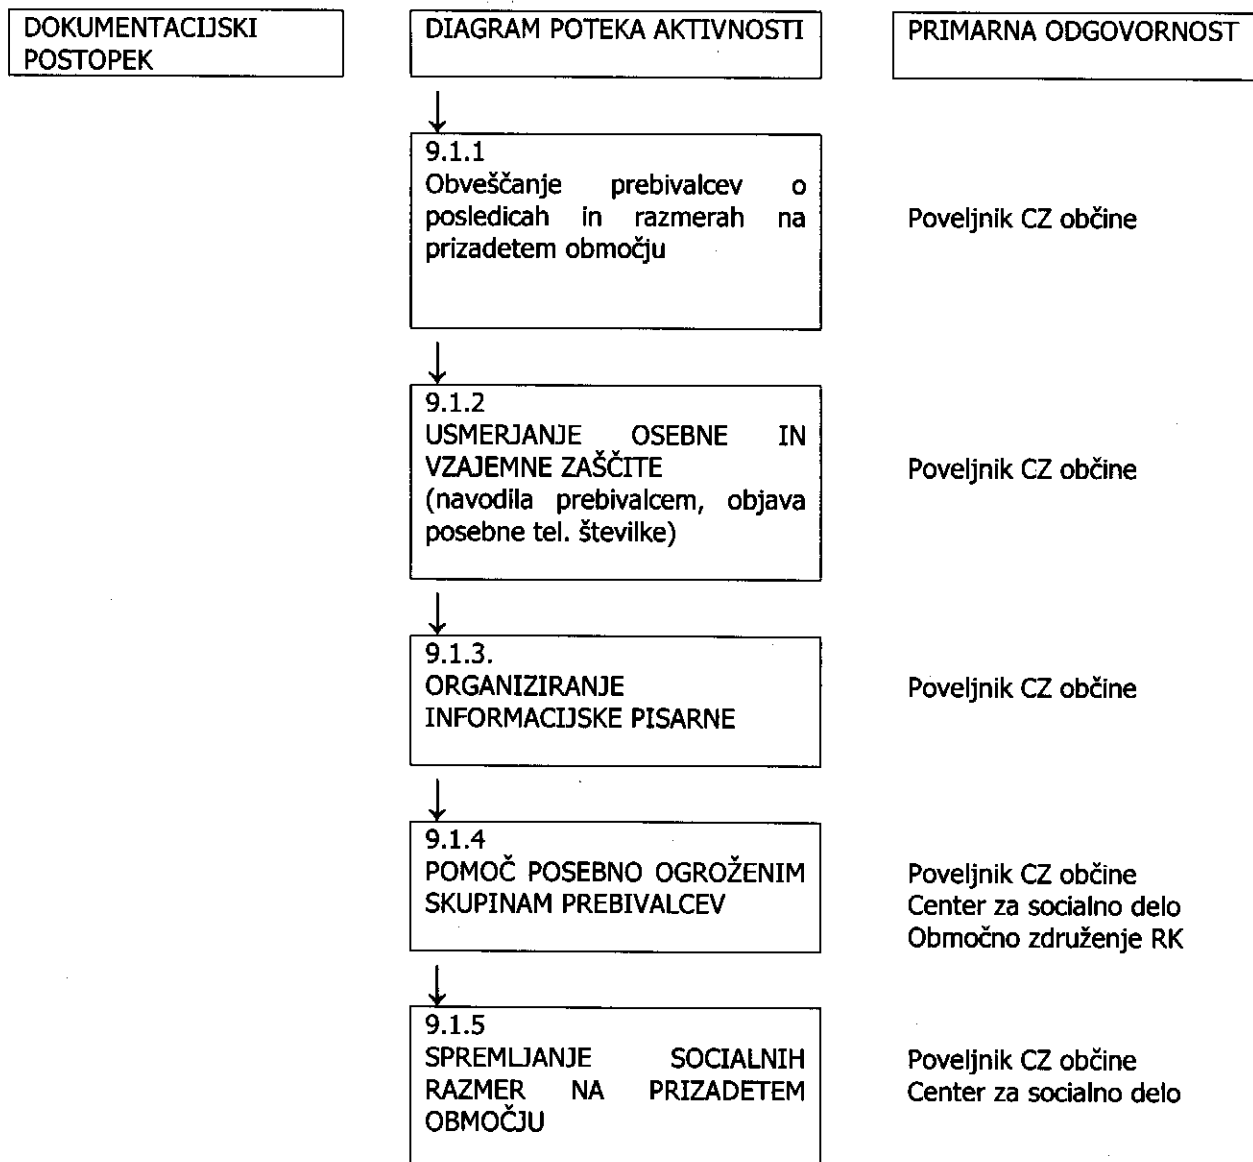 DOKUMENTACIJSKI
POSTOPEK
DIAGRAM POTEKA AKTIVNOSTI
PRIMARNA ODGOVORNOST
9.1.1
Obveščanje prebivalcev o
posledicah in razmerah na
prizadetem območju
Poveljnik CZ občine
9.1.2
USMERJANJE OSEBNE IN
VZAJEMNE ZAŠČITE
(navodila prebivalcem, objava
posebne tel. številke)
Poveljnik CZ občine
9.1.3.
ORGANIZIRANJE
INFORMACIJSKE PISARNE
Poveljnik CZ občine
9.1.4
POMOČ POSEBNO OGROŽENIM
SKUPINAM PREBIVALCEV
Poveljnik CZ občine
Center za socialno delo
Območno združenje RK
9.1.5
SPREMLJANJE SOCIALNIH
RAZMER NA PRIZADETEM
OBMOČJU
Poveljnik CZ občine
Center za socialno delo